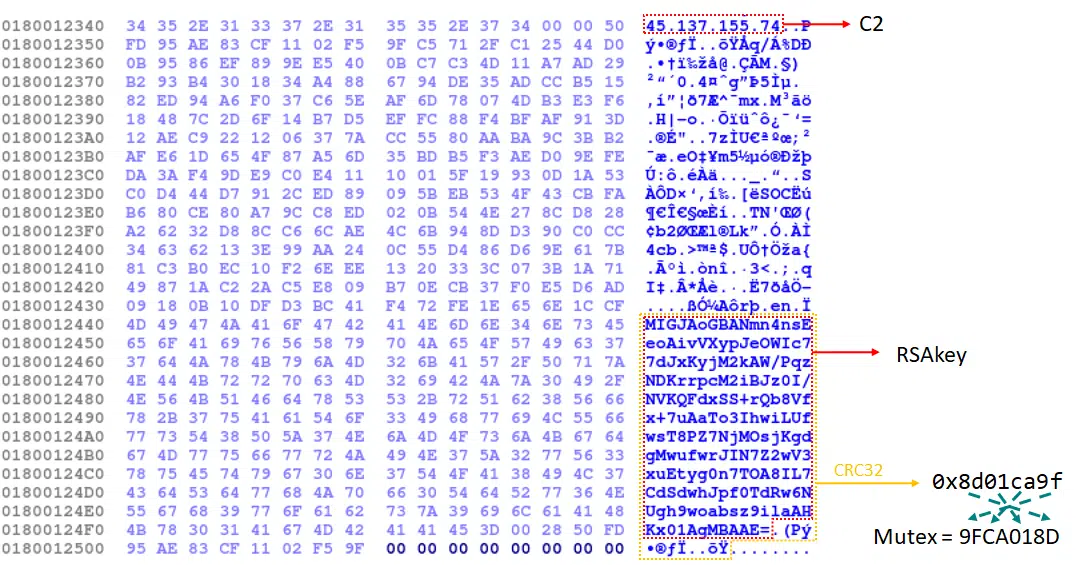 0180012340 34 35 2E 31 33 37 2E 31 35 35 2E 37 34 00 00 50 45.137.155.74..P C2
0180012350 FD 95 AE 83 CF 11 02 F5 9F C5 71 2F C1 25 44 D0 ý•®ƒÏ..õŸÅq/Á%DÐ
0180012360 0B 95 86 EF 89 9E E5 40 0B C7 C3 4D 11 A7 AD 29 .•†ï‰žå@.ÇÃM.§­)
0180012370 B2 93 B4 30 18 34 A4 88 67 94 DE 35 AD CC B5 15 ²“´0.4¤ˆg”Þ5­Ìµ.
0180012380 82 ED 94 A6 F0 37 C6 5E AF 6D 78 07 4D B3 E3 F6 ‚í”¦ð7Æ^¯mx.M³ãö
0180012390 18 48 7C 2D 6F 14 B7 D5 EF FC 88 F4 BF AF 91 3D .H|-o.·Õïüˆô¿¯‘=
01800123A0 12 AE C9 22 12 06 37 7A CC 55 80 AA BA 9C 3B B2 .®É"..7zÌU€ªºœ;²
01800123B0 AF E6 1D 65 4F 87 A5 6D 35 BD B5 F3 AE D0 9E FE ¯æ.eO‡¥m5½µó®Ðžþ
01800123C0 DA 3A F4 9D E9 C0 E4 11 10 01 5F 19 93 0D 1A 53 Ú:ô.éÀä..._.“..S
01800123D0 C0 D4 44 D7 91 2C ED 89 09 5B EB 53 4F 43 CB FA ÀÔD×‘,í‰.[ëSOCËú
01800123E0 B6 80 CE 80 A7 9C C8 ED 02 0B 54 4E 27 8C D8 28 ¶€Î€§œÈí..TN'ŒØ(
01800123F0 A2 62 32 D8 8C C6 6C AE 4C 6B 94 8D D3 90 C0 CC ¢b2ØŒÆl®Lk”.Ó.ÀÌ
0180012400 34 63 62 13 3E 99 AA 24 0C 55 D4 86 D6 9E 61 7B 4cb.>™ª$.UÔ†Öža{
0180012410 81 C3 B0 EC 10 F2 6E EE 13 20 33 3C 07 3B 1A 71 .Ã°ì.ònî. 3<.;.q
0180012420 49 87 1A C2 2A C5 E8 09 B7 0E CB 37 F0 E5 D6 AD I‡.Â*Åè.·.Ë7ðåÖ­
0180012430 09 18 0B 10 DF D3 BC 41 F4 72 FE 1E 65 6E 1C CF ....ßÓ¼Aôrþ.en.Ï
0180012440 4D 49 47 4A 41 6F 47 42 41 4E 6D 6E 34 6E 73 45 MIGJAoGBANmn4nsE
0180012450 65 6F 41 69 76 56 58 79 70 4A 65 4F 57 49 63 37 eoAivVXypJeOWIc7
0180012460 37 64 4A 78 4B 79 6A 4D 32 6B 41 57 2F 50 71 7A 7dJxKyjM2kAW/Pqz RSAkey
0180012470 4E 44 4B 72 72 70 63 4D 32 69 42 4A 7A 30 49 2F NDKrrpcM2iBJz0I/
0180012480 4E 56 4B 51 46 64 78 53 53 2B 72 51 62 38 56 66 NVKQFdxSS+rQb8Vf
0180012490 78 2B 37 75 41 61 54 6F 33 49 68 77 69 4C 55 66 x+7uAaTo3IhwiLUf
01800124A0 77 73 54 38 50 5A 37 4E 6A 4D 4F 73 6A 4B 67 64 wsT8PZ7NjMOsjKgd
01800124B0 67 4D 77 75 66 77 72 4A 49 4E 37 5A 32 77 56 33 gMwufwrJIN7Z2wV3
01800124C0 78 75 45 74 79 67 30 6E 37 54 4F 41 38 49 4C 37 xuEtyg0n7TOA8IL7 CRC32 0x8d01ca9f
01800124D0 43 64 53 64 77 68 4A 70 66 30 54 64 52 77 36 4E CdSdwhJpf0TdRw6N
01800124E0 55 67 68 39 77 6F 61 62 73 7A 39 69 6C 61 41 48 Ugh9woabsz9ilaAH
01800124F0 4B 78 30 31 41 67 4D 42 41 41 45 3D 00 28 50 FD Kx01AgMBAAE=.(Pý Mutex = 9FCA018D
0180012500 95 AE 83 CF 11 02 F5 9F 00 00 00 00 00 00 00 00 •®ƒÏ..õŸ........